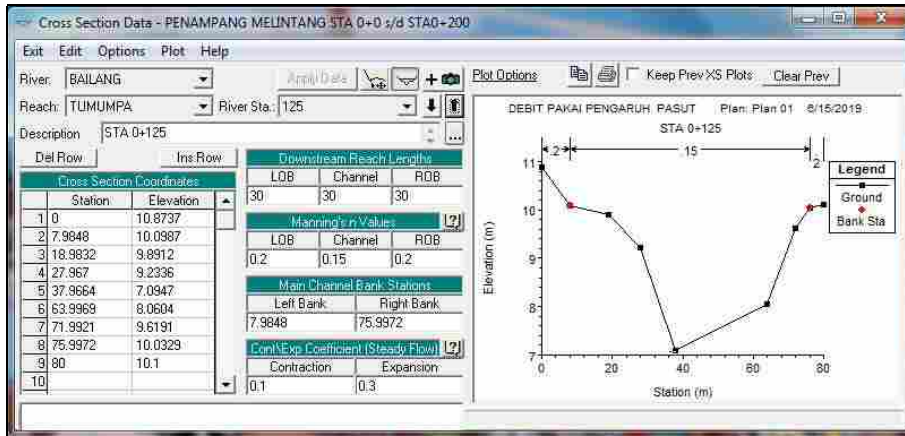 Cross Section Data - PENAMPANG MELINTANG STA 0+0 s/d STA0+200
Exit Edit Options Plot Help
River: BAILANG
Apply Data
Reach: TUMUMPA
River Sta.: 125
Description STA 0+125
Del Row Ins Row
Cross Section Coordinates
Station Elevation
1 0 10.8737
2 7.9848 10.0987
3 18.9832 9.8912
4 27.967 9.2336
5 37.9664 7.0947
6 63.9969 8.0604
7 71.9921 9.6191
8 75.9972 10.0329
9 80 10.1
10
Downstream Reach Lengths
LOB Channel ROB
30 30 30
Manning's n Values
LOB Channel ROB
0.2 0.15 0.2
Main Channel Bank Stations
Left Bank Right Bank
7.9848 75.9972
Cont\Exp Coefficient (Steady Flow)
Contraction Expansion
0.1 0.3
Plot Options
Keep Prev XS Plots Clear Prev
DEBIT PAKAI PENGARUH PASUT Plan: Plan 01 6/15/2019
STA 0+125
.2 .15 .2
11
10
9
8
7
Elevation (m)
0 20 40 60 80
Station (m)
Legend
Ground
Bank Sta